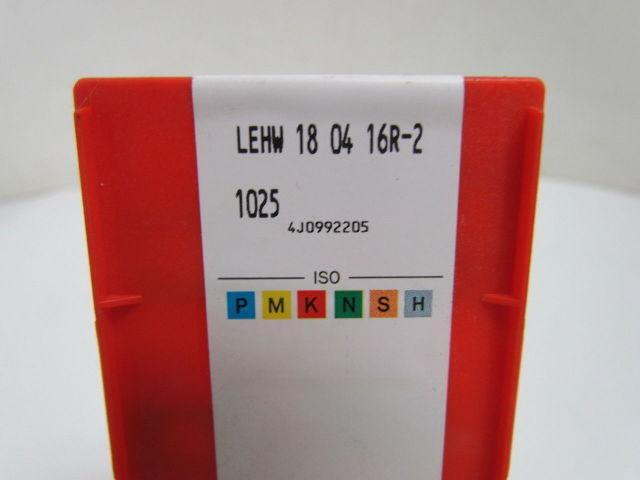 LEHW 18 04 16R-2
1025
4J0992205
ISO
P M K N S H